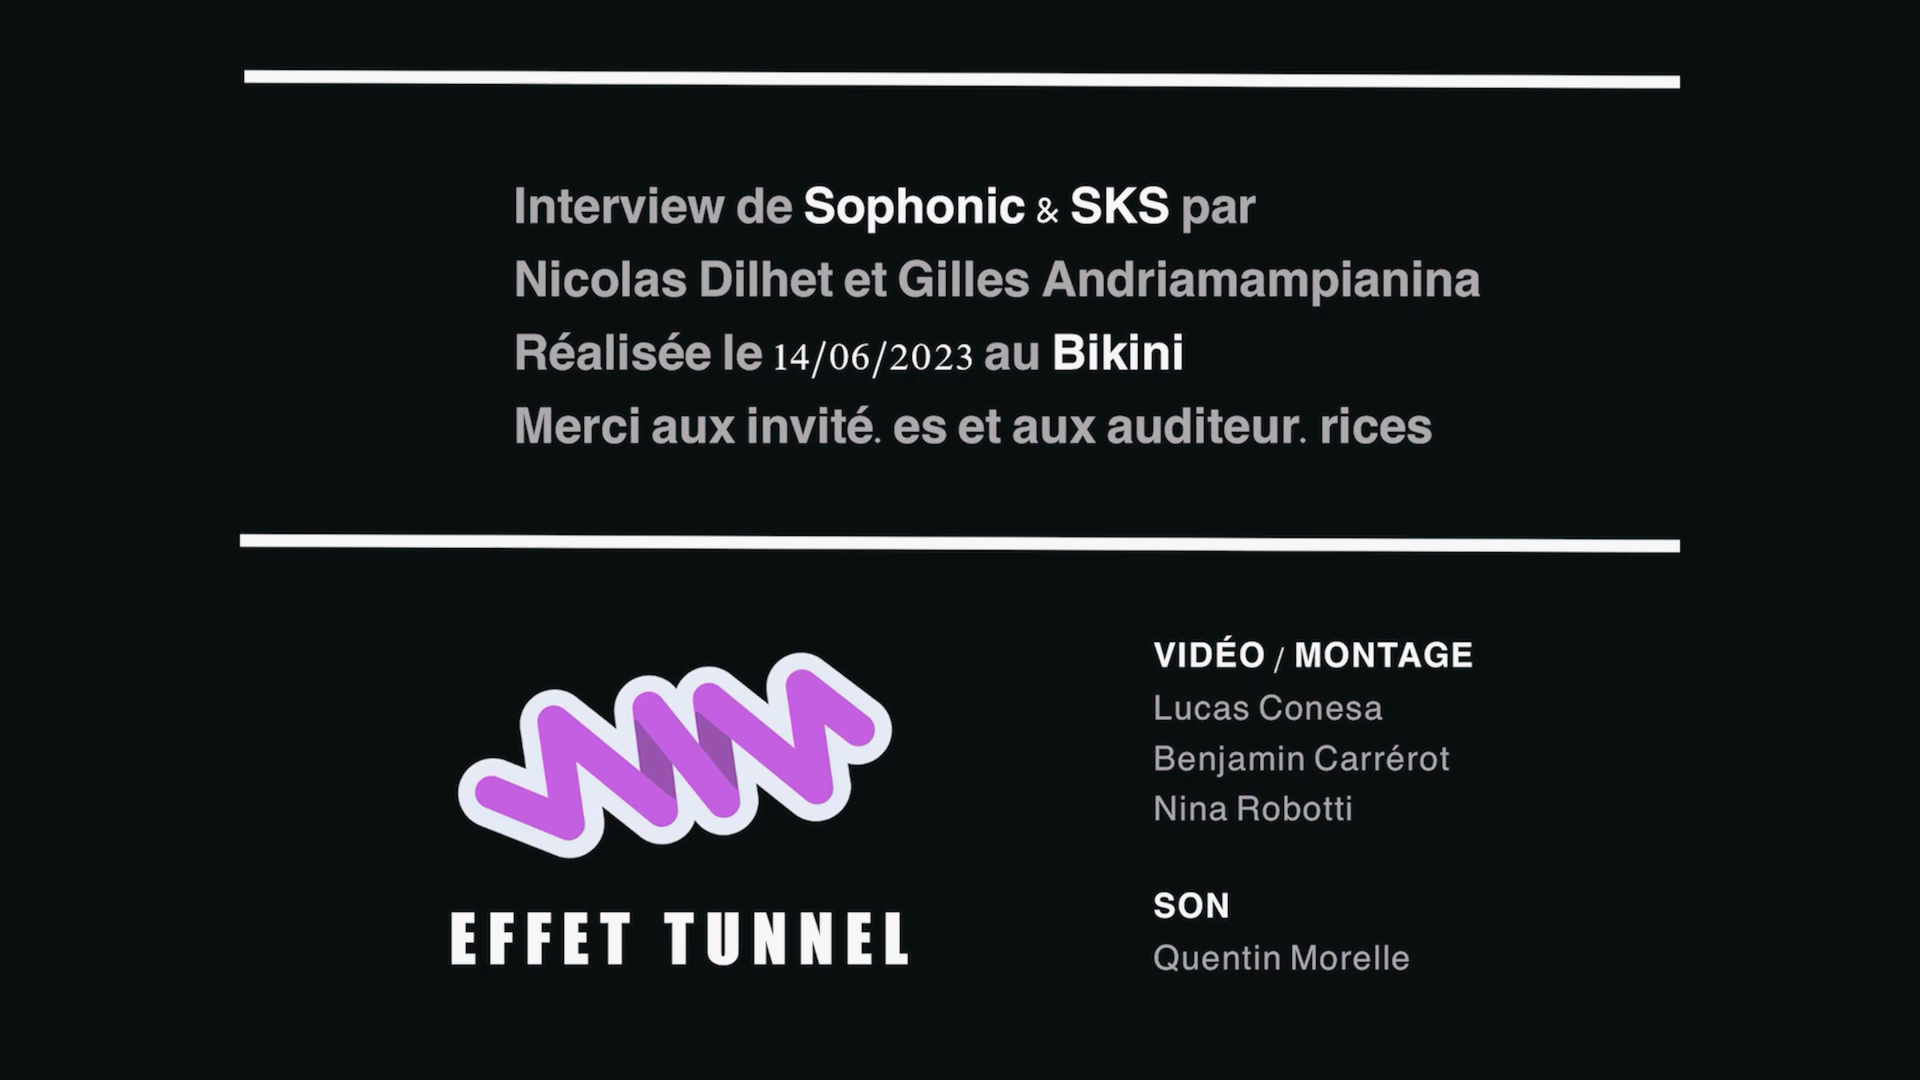 Interview de Sophonic & SKS par
Nicolas Dilhet et Gilles Andriamampianina
Réalisée le 14/06/2023 au Bikini
Merci aux invité. es et aux auditeur. rices
EFFET TUNNEL
VIDÉO / MONTAGE
Lucas Conesa
Benjamin Carrérot
Nina Robotti
SON
Quentin Morelle